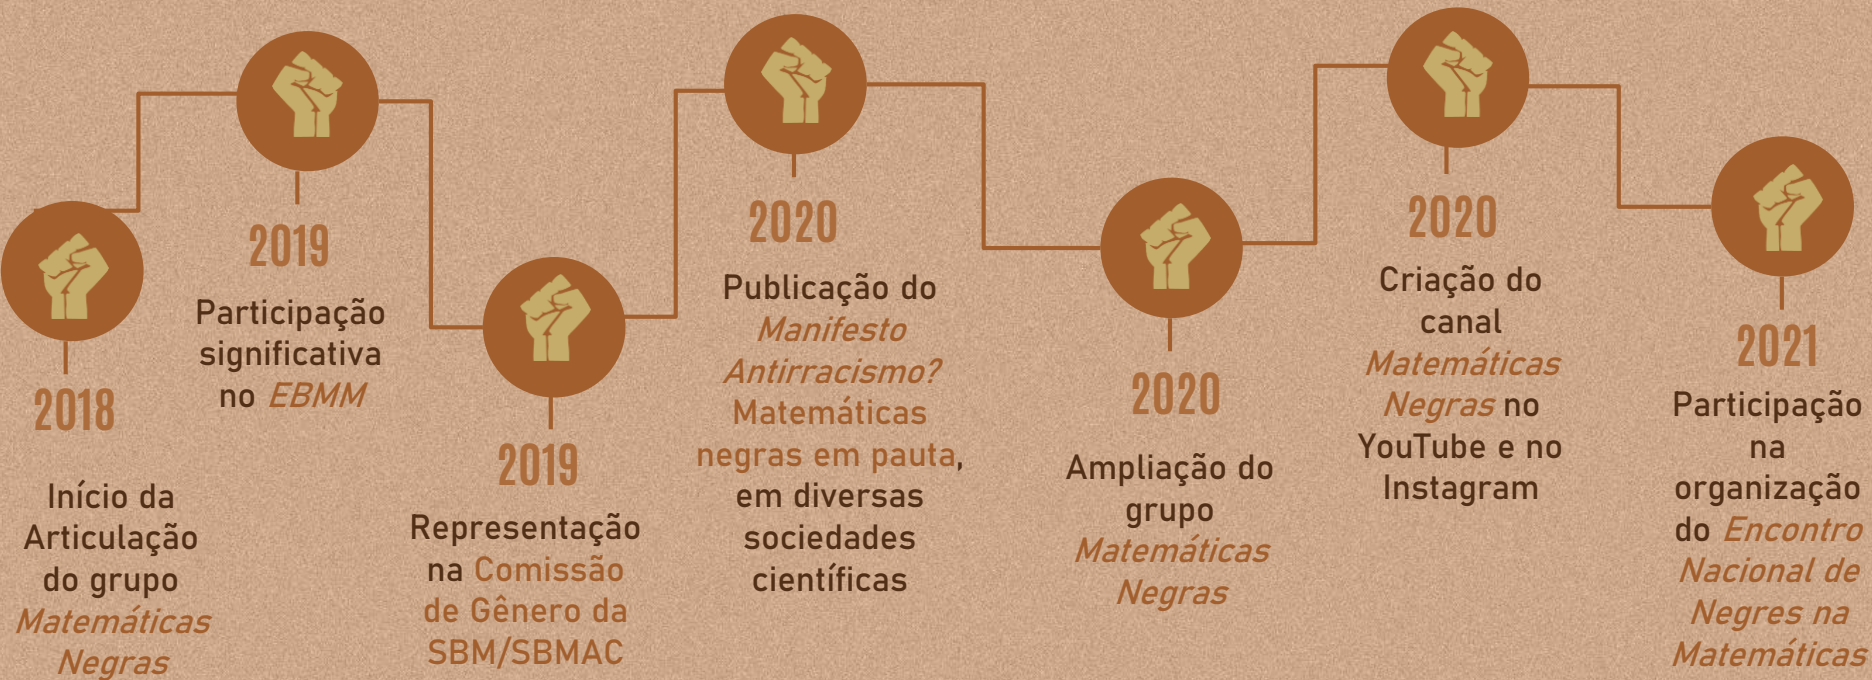 2018
Início da
Articulação
do grupo
Matemáticas
Negras
2019
Participação
significativa
no EBMM
2019
Representação
na Comissão
de Gênero da
SBM/SBMAC
2020
Publicação do
Manifesto
Antirracismo?
Matemáticas
negras em pauta,
em diversas
sociedades
científicas
2020
Ampliação do
grupo
Matemáticas
Negras
2020
Criação do
canal
Matemáticas
Negras no
YouTube e no
Instagram
2021
Participação
na
organização
do Encontro
Nacional de
Negres na
Matemáticas